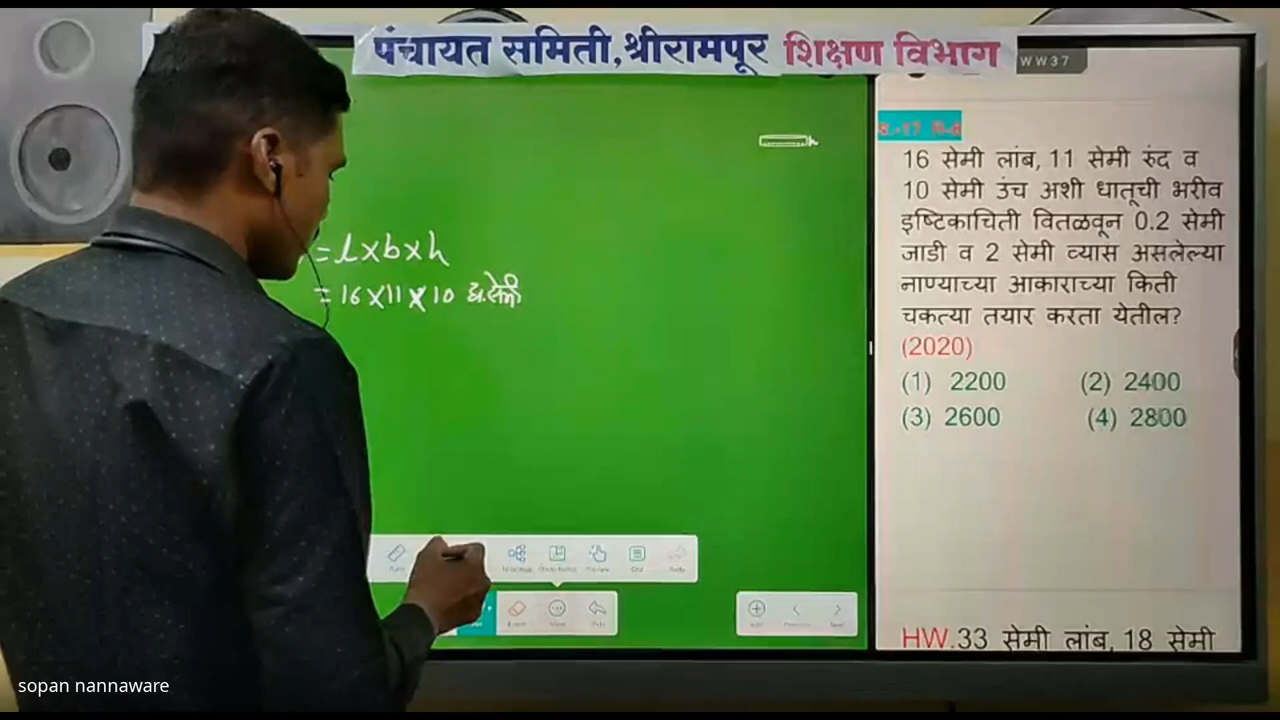 पंचायत समिती,श्रीरामपूर शिक्षण विभाग
WW37
16 सेमी लांब, 11 सेमी रुंद व
10 सेमी उंच अशी धातूची भरीव
इष्टिकाचिती वितळवून 0.2 सेमी
जाडी व 2 सेमी व्यास असलेल्या
नाण्याच्या आकाराच्या किती
चकत्या तयार करता येतील?
(2020)
(1) 2200 (2) 2400
(3) 2600 (4) 2800
HW.33 सेमी लांब, 18 सेमी
= l×b×h
= 16×11×10 घ.सेमी
sopan nannaware